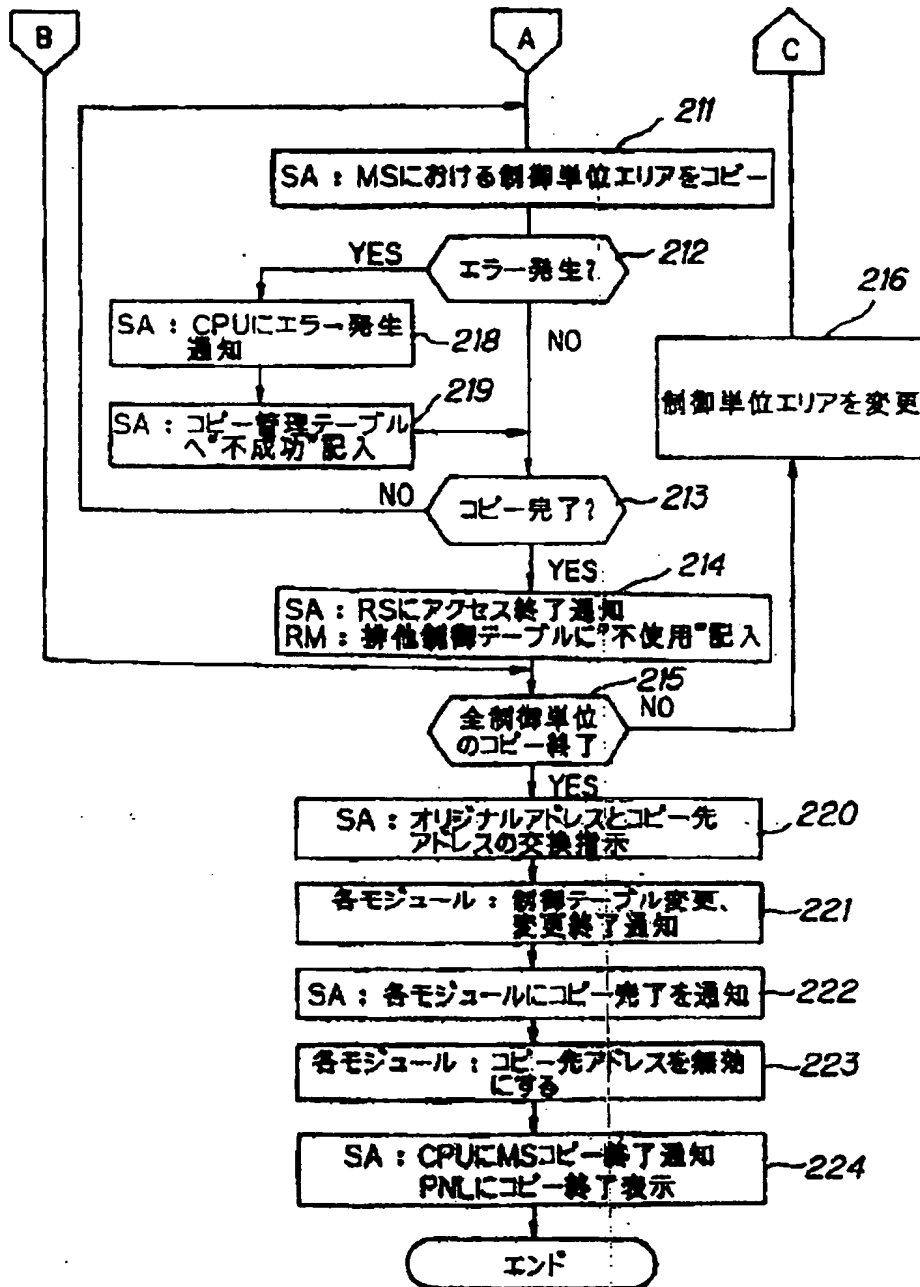 B
A
C
211
SA : MSにおける制御単位エリアをコピー
YES
エラー発生?
212
216
SA : CPUにエラー発生
通知
218
NO
制御単位エリアを変更
219
SA : コピー管理テーブル
へ"不成功"記入
NO
コピー完了?
213
YES
214
SA : RSにアクセス終了通知
RM : 排他制御テーブルに"不使用"記入
215
全制御単位
のコピー終了
NO
YES
SA : オリジナルアドレスとコピー先
アドレスの交換指示
220
各モジュール : 制御テーブル変更、
変更終了通知
221
SA : 各モジュールにコピー完了を通知
222
各モジュール : コピー先アドレスを無効
にする
223
SA : CPUにMSコピー終了通知
PNLにコピー終了表示
224
エンド